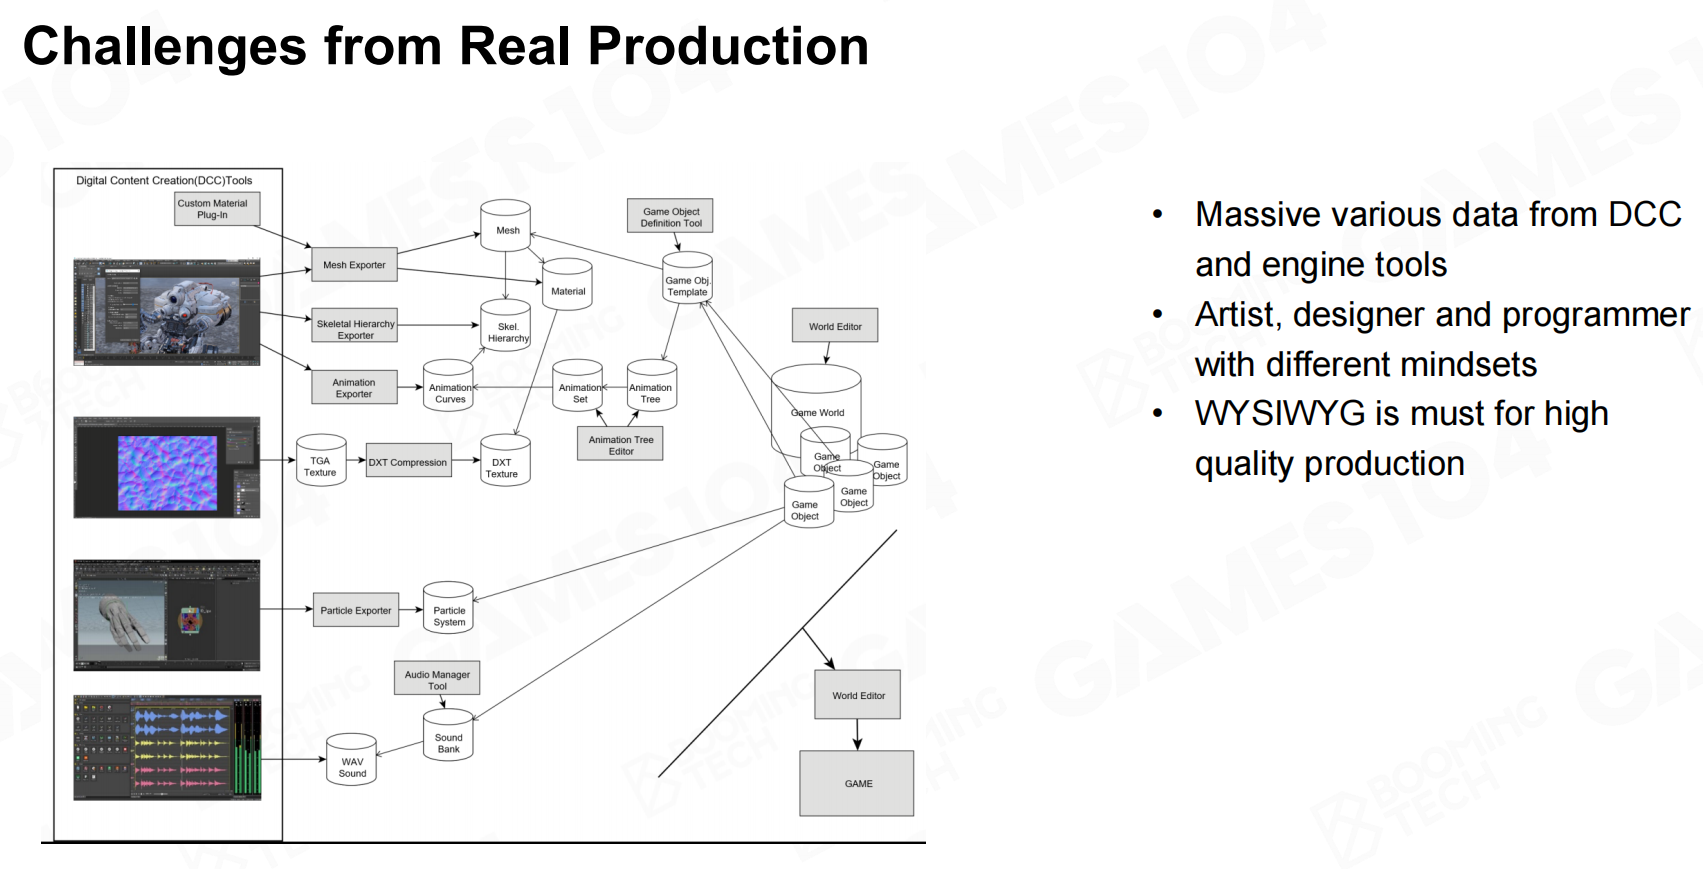 Challenges from Real Production
Digital Content Creation(DCC)Tools
Custom Material
Plug-In
Mesh Exporter
Skeletal Hierarchy
Exporter
Animation
Exporter
Mesh
Material
Skel.
Hierarchy
Animation
Curves
Animation
Set
Animation
Tree
Animation Tree
Editor
Game Object
Definition Tool
Game Obj.
Template
World Editor
Game World
Game
Object
Game
Object
Game
Object
Game
Object
TGA
Texture
DXT Compression
DXT
Texture
Particle Exporter
Particle
System
Audio Manager
Tool
Sound
Bank
WAV
Sound
World Editor
GAME
• Massive various data from DCC
and engine tools
• Artist, designer and programmer
with different mindsets
• WYSIWYG is must for high
quality production
GAMES104
BOOMING
TECH